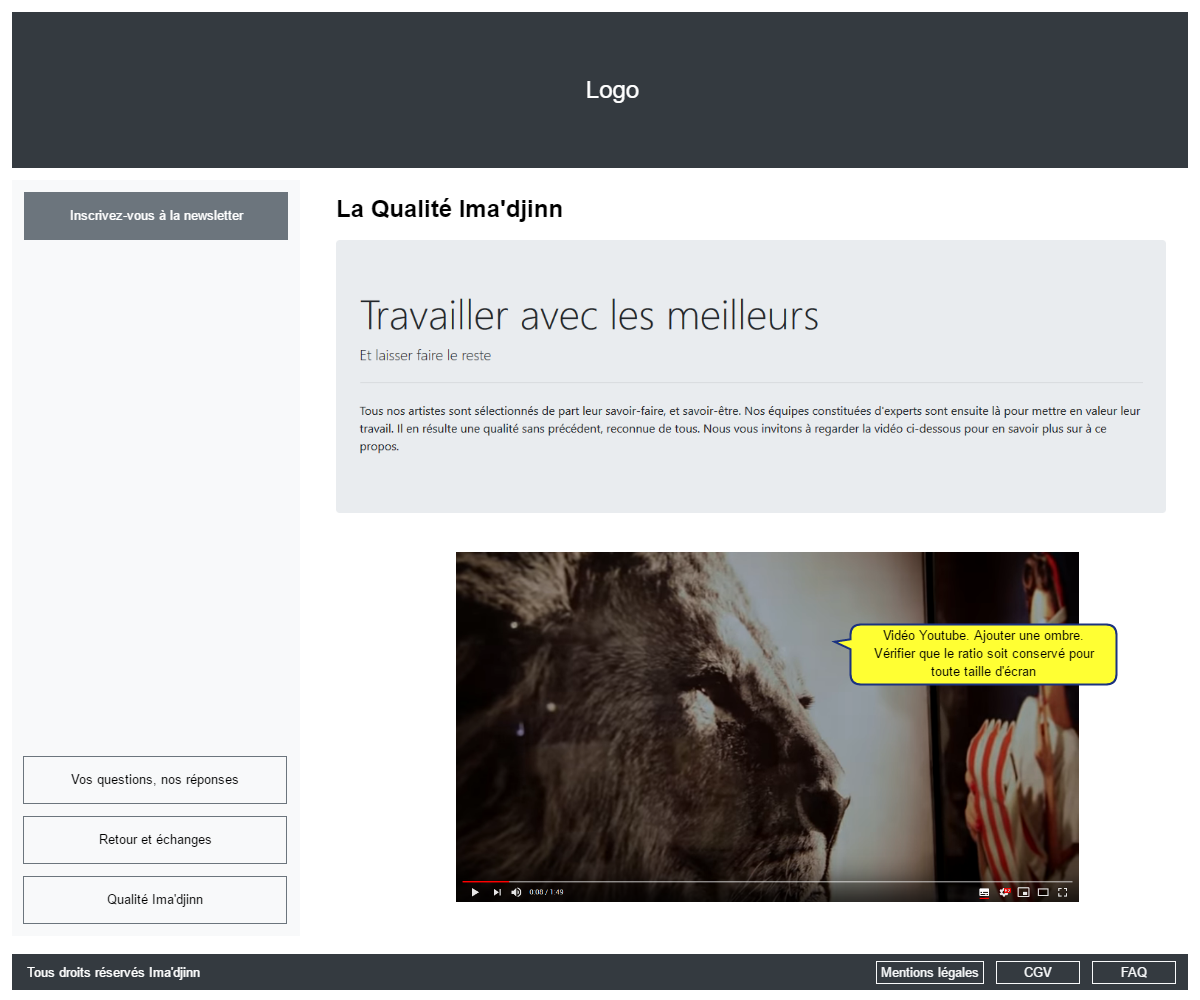 Logo
Inscrivez-vous à la newsletter
La Qualité Ima'djinn
Travailler avec les meilleurs
Et laisser faire le reste
Tous nos artistes sont sélectionnés de part leur savoir-faire, et savoir-être. Nos équipes constituées d'experts sont ensuite là pour mettre en valeur leur
travail. Il en résulte une qualité sans précédent, reconnue de tous. Nous vous invitons à regarder la vidéo ci-dessous pour en savoir plus sur à ce
propos.
Vidéo Youtube. Ajouter une ombre.
Vérifier que le ratio soit conservé pour
toute taille d'écran
Vos questions, nos réponses
Retour et échanges
Qualité Ima'djinn
0:00 / 1:49
Tous droits réservés Ima'djinn
Mentions légales
CGV
FAQ